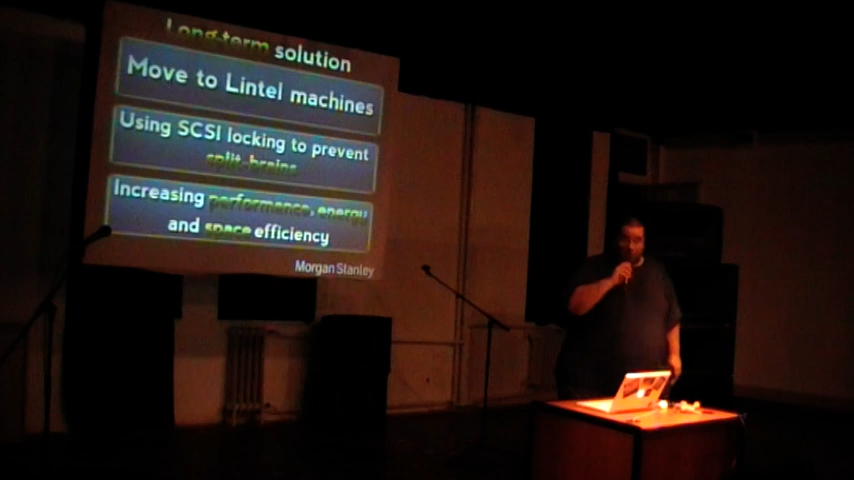 Long-term solution
Move to Lintel machines
Using SCSI locking to prevent
split-brains
Increasing performance, energy
and space efficiency
Morgan Stanley